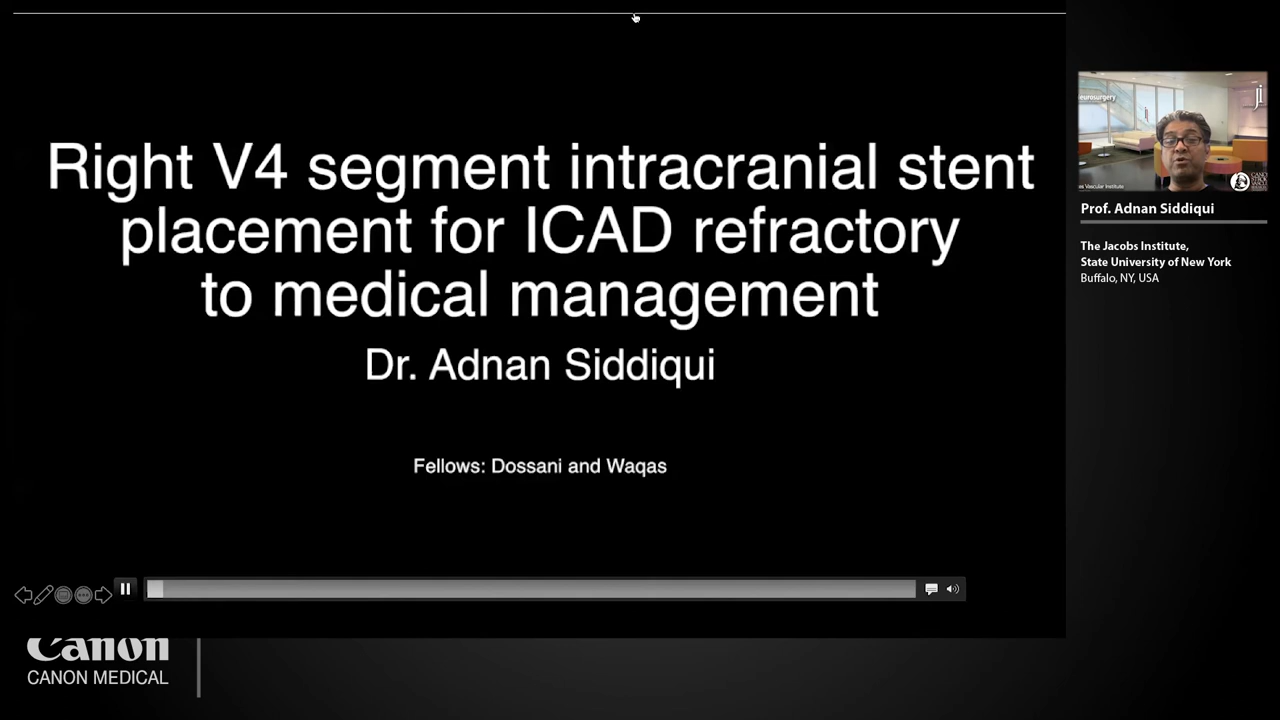 Right V4 segment intracranial stent
placement for ICAD refractory
to medical management
Dr. Adnan Siddiqui
Fellows: Dossani and Waqas
Canon
CANON MEDICAL
ji
Prof. Adnan Siddiqui
The Jacobs Institute,
State University of New York
Buffalo, NY, USA